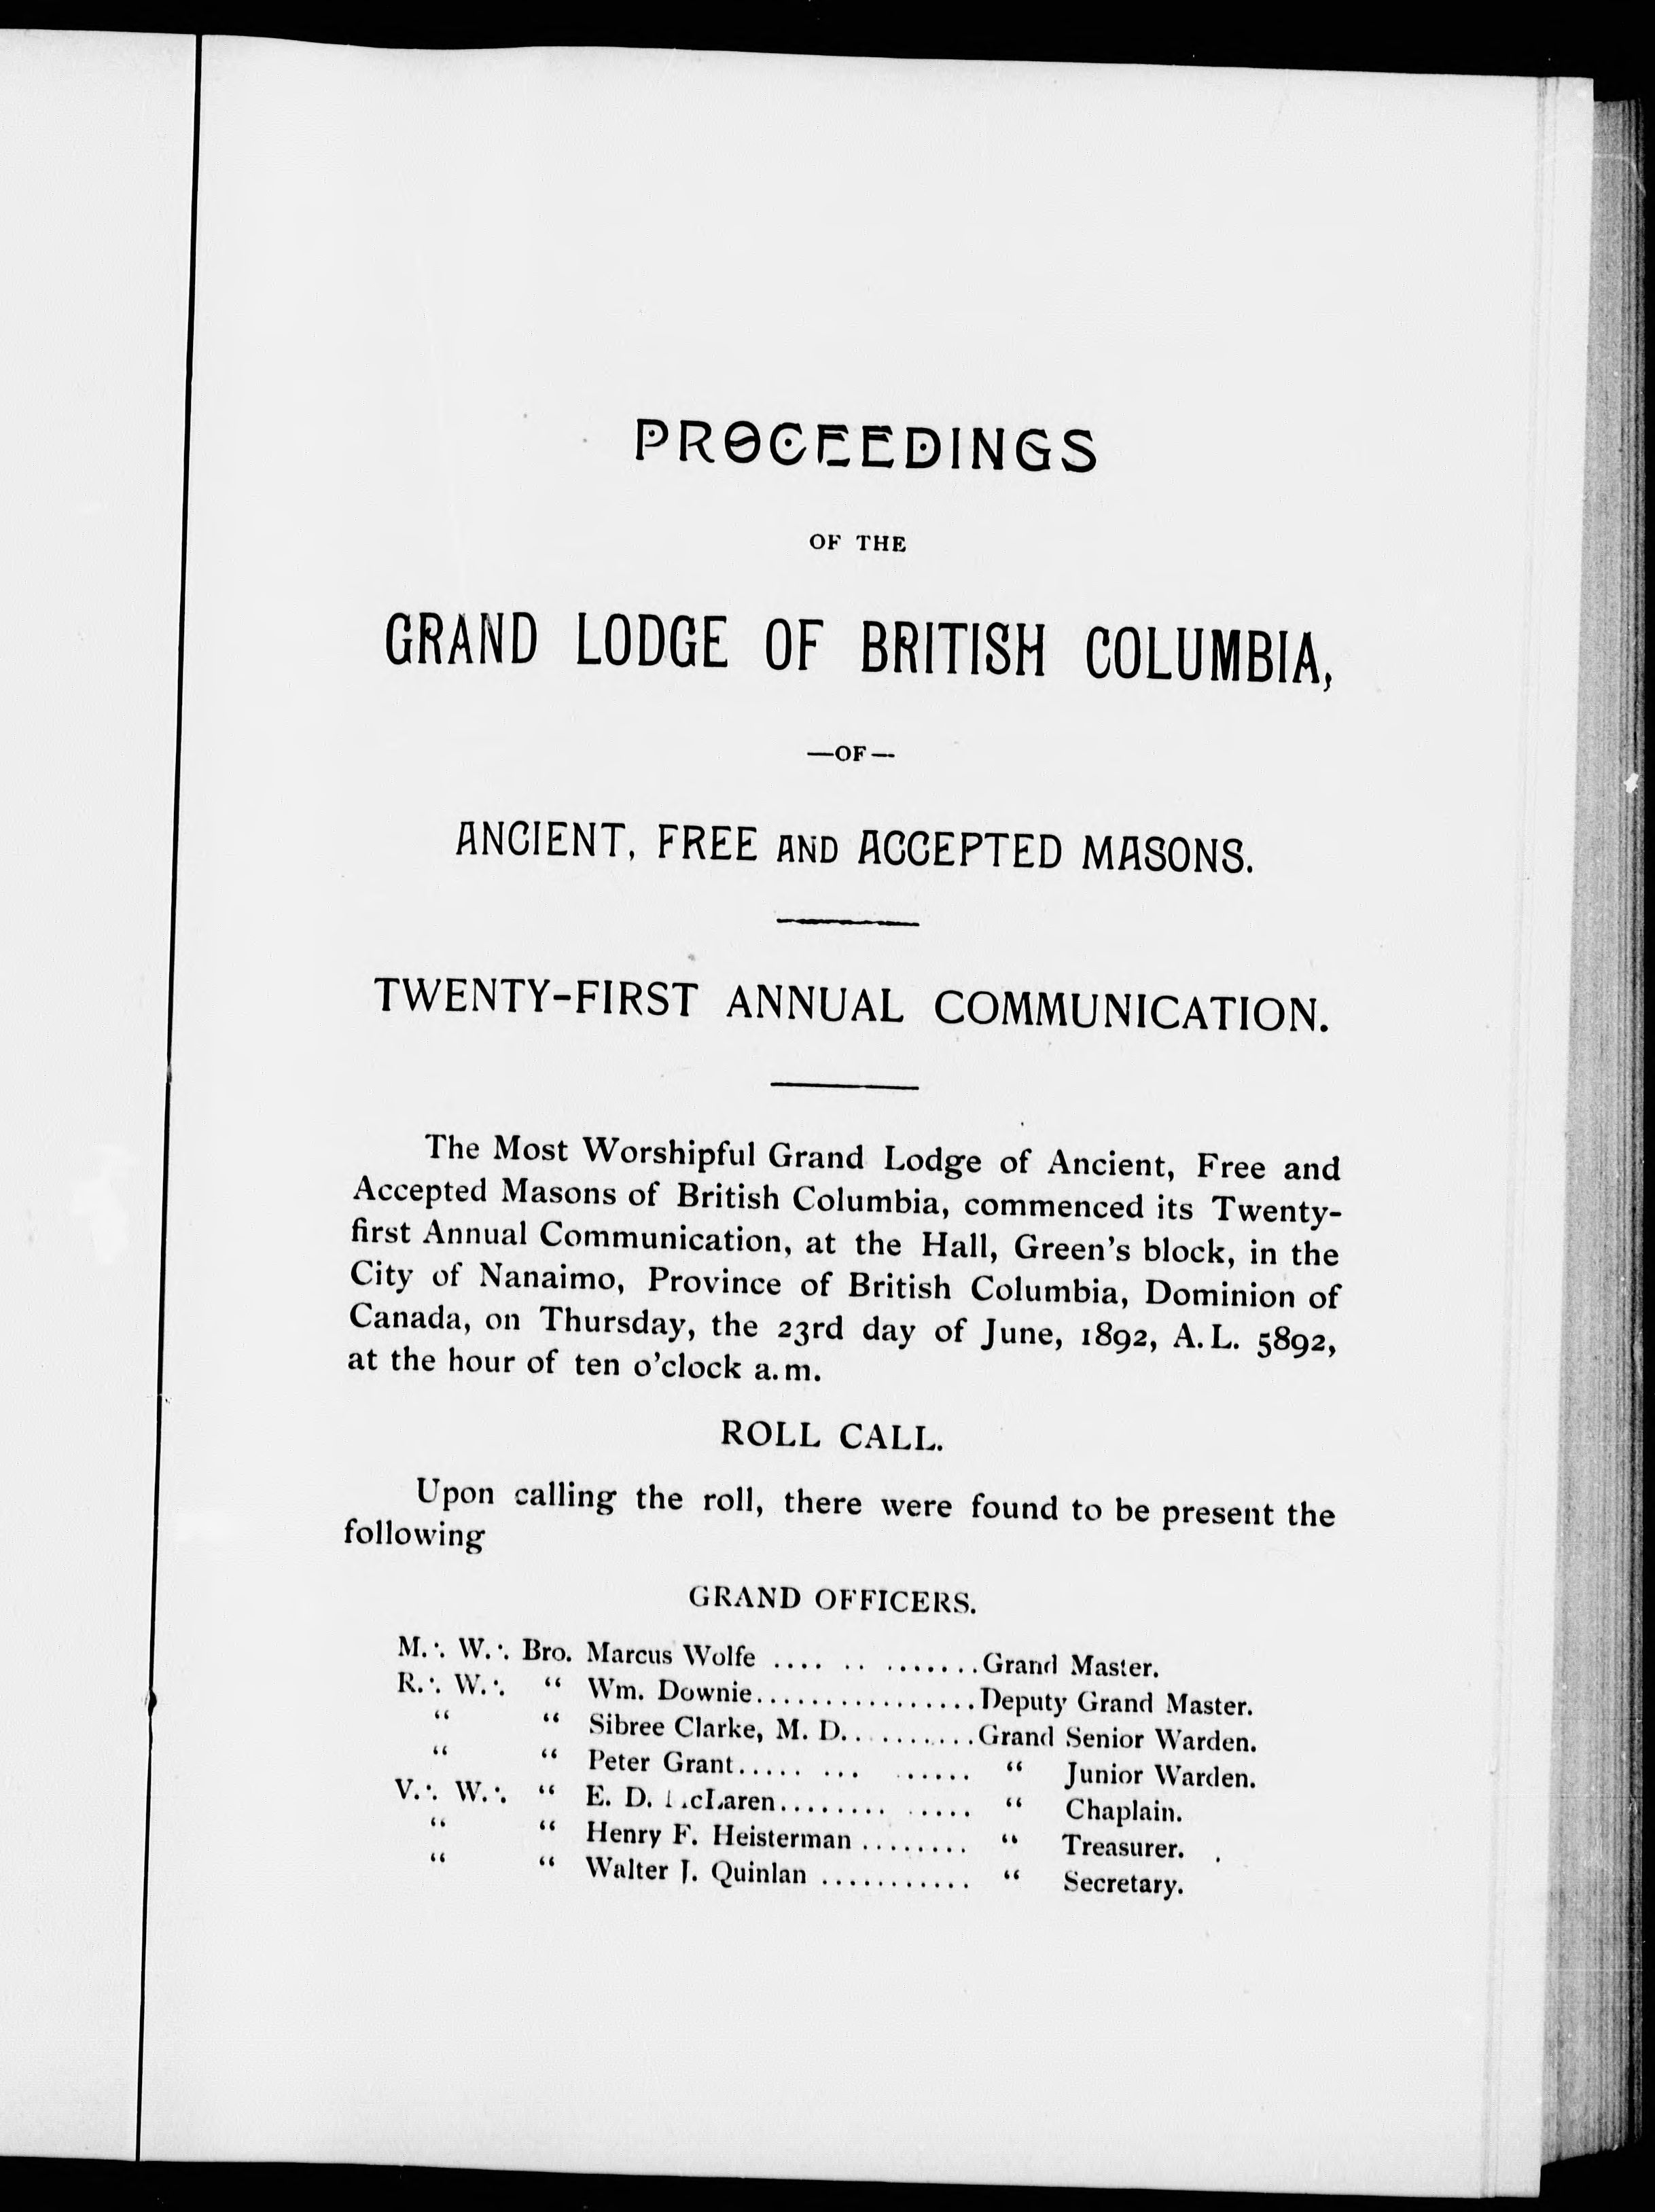 PROCEEDINGS
OF THE
GRAND LODGE OF BRITISH COLUMBIA,
—OF—
ANCIENT, FREE AND ACCEPTED MASONS.
TWENTY-FIRST ANNUAL COMMUNICATION.
The Most Worshipful Grand Lodge of Ancient, Free and
Accepted Masons of British Columbia, commenced its Twenty-
first Annual Communication, at the Hall, Green's block, in the
City of Nanaimo, Province of British Columbia, Dominion of
Canada, on Thursday, the 23rd day of June, 1892, A.L. 5892,
at the hour of ten o'clock a.m.
ROLL CALL.
Upon calling the roll, there were found to be present the
following
GRAND OFFICERS.
M.∴ W.∴ Bro. Marcus Wolfe .... .. .......Grand Master.
R.∴ W.∴ “ Wm. Downie................Deputy Grand Master.
“ “ Sibree Clarke, M. D..........Grand Senior Warden.
“ “ Peter Grant..... ... ...... “ Junior Warden.
V.∴ W.∴ “ E. D. McLaren........ ..... “ Chaplain.
“ “ Henry F. Heisterman ........ “ Treasurer.
“ “ Walter J. Quinlan ........... “ Secretary.